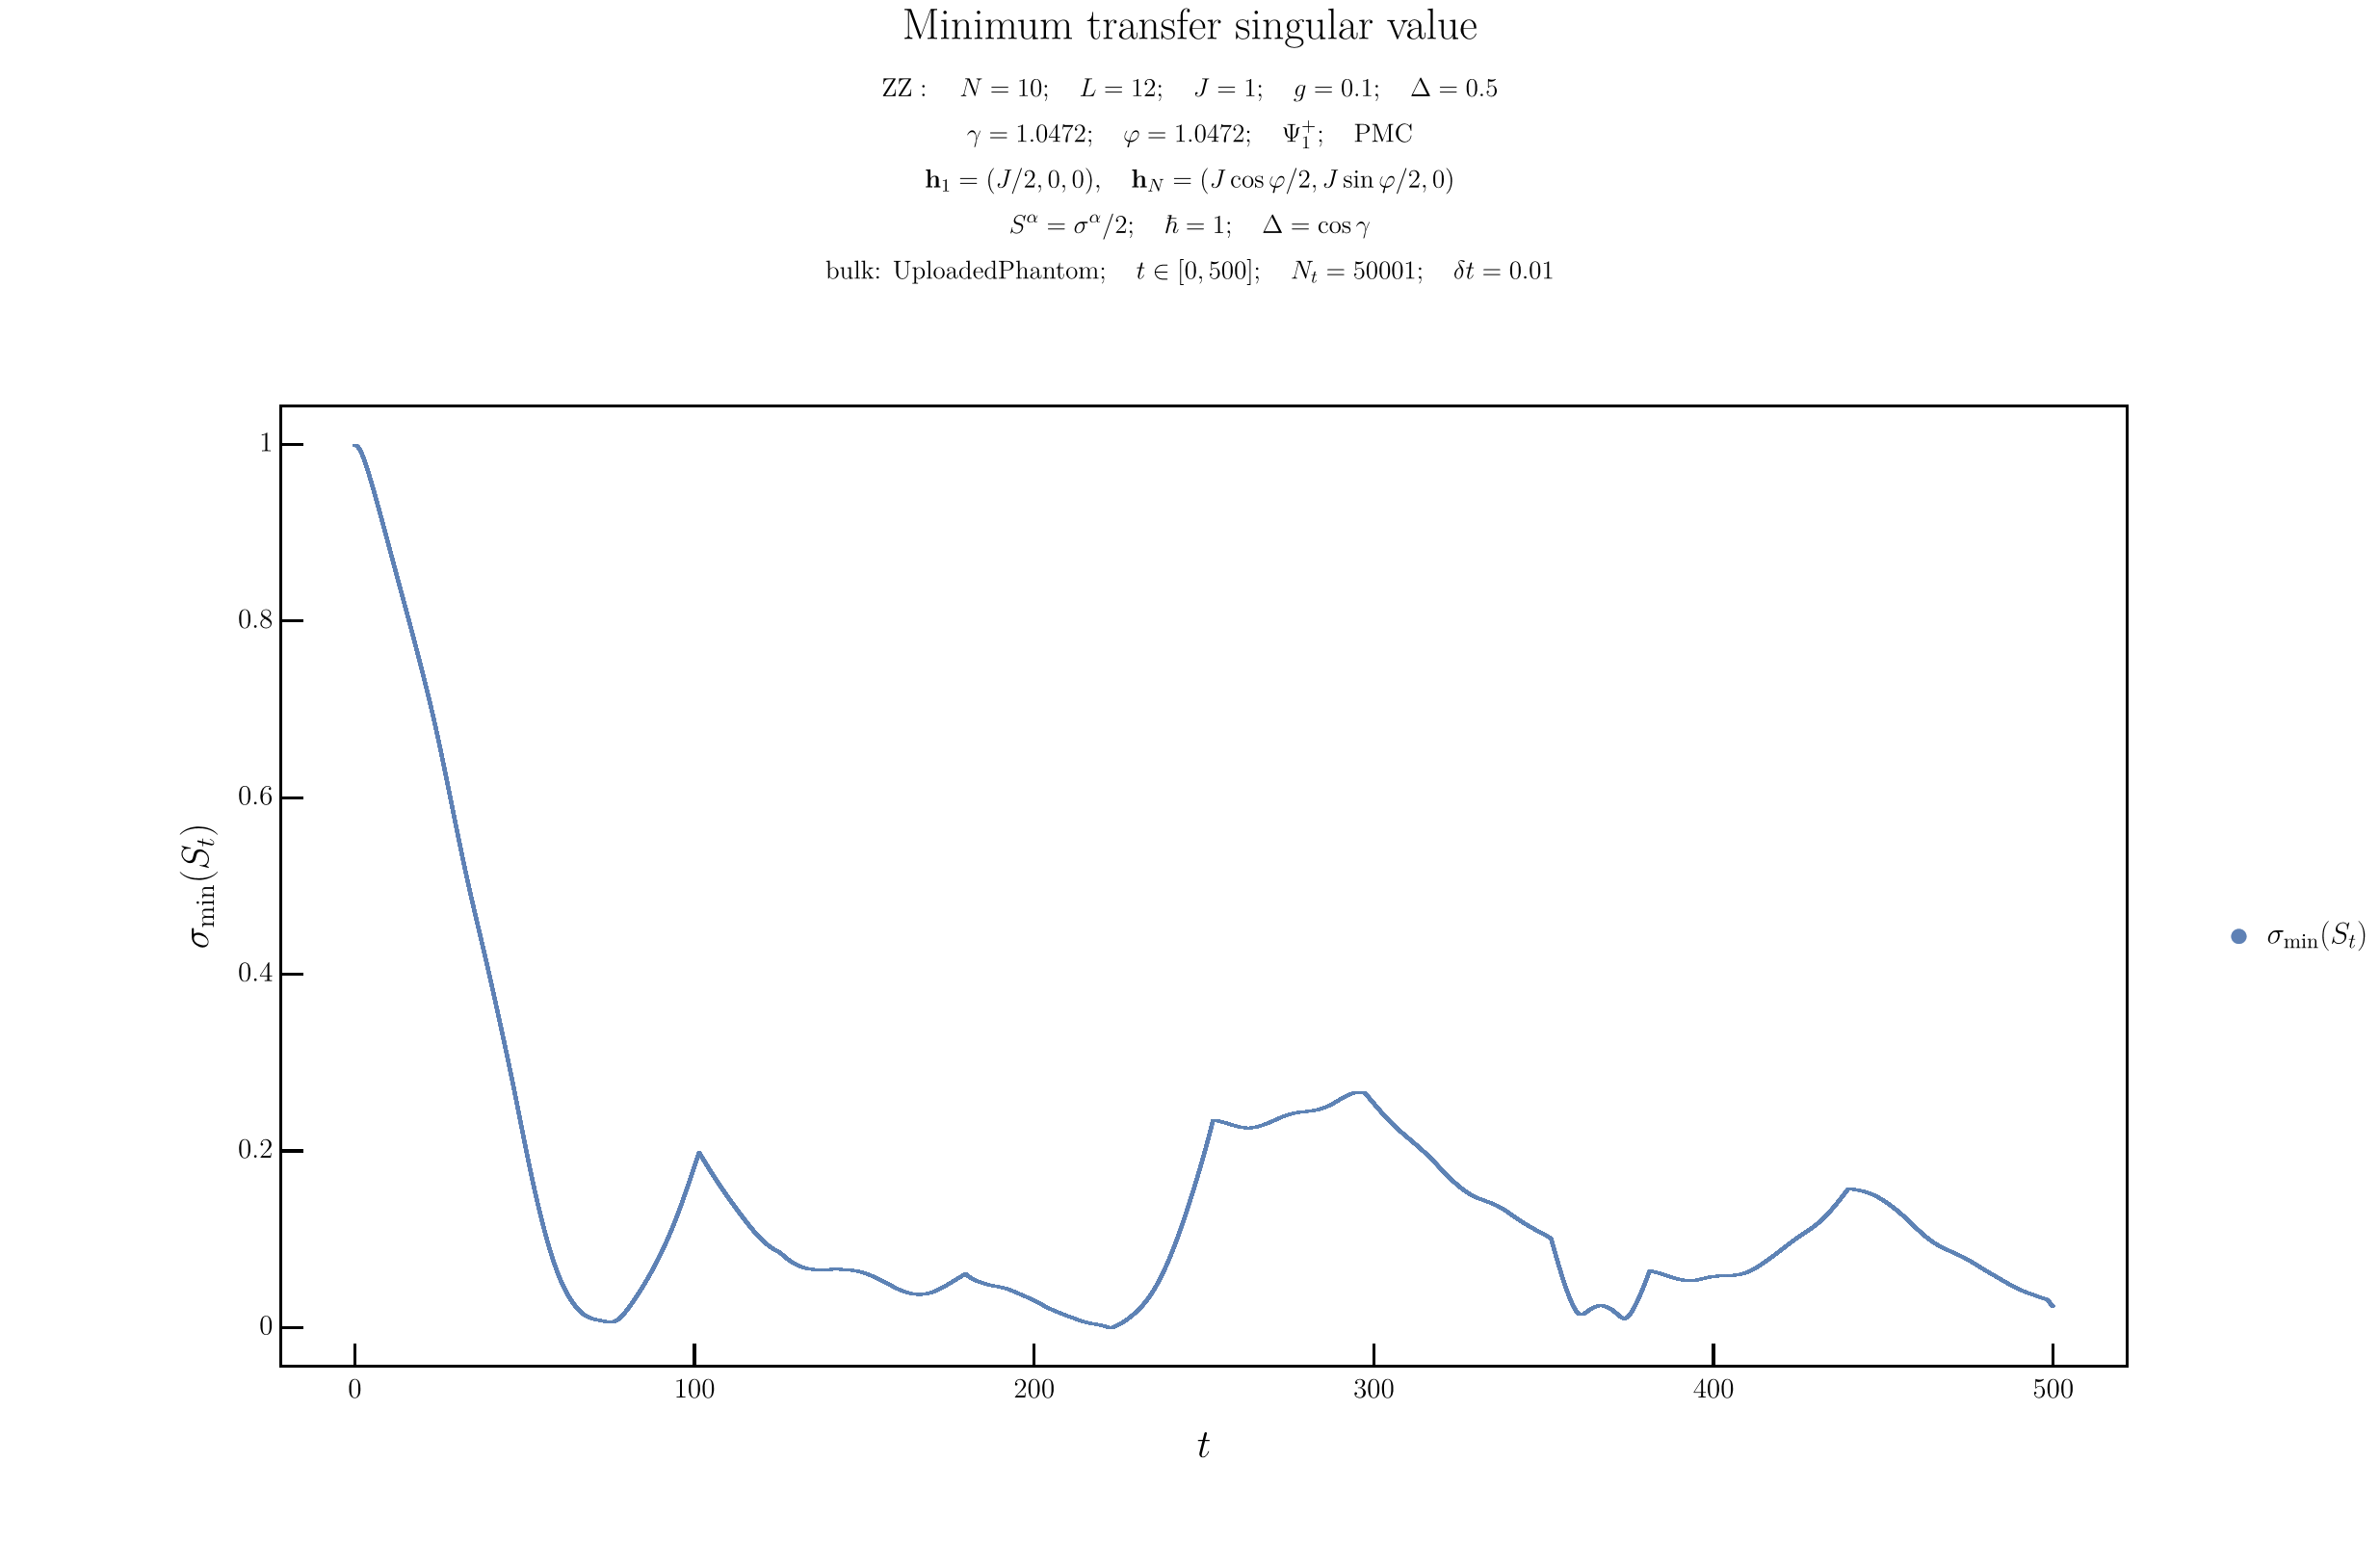 Minimum transfer singular value
ZZ : N = 10; L = 12; J = 1; g = 0.1; Δ = 0.5
γ = 1.0472; φ = 1.0472; Ψ₁⁺; PMC
𝐡₁ = (J/2, 0, 0), 𝐡_N = (J cos φ/2, J sin φ/2, 0)
S^α = σ^α/2; ℏ = 1; Δ = cos γ
bulk: UploadedPhantom; t ∈ [0, 500]; N_t = 50001; δt = 0.01
1
0.8
0.6
0.4
0.2
0
σ_min(S_t)
σ_min(S_t)
0 100 200 300 400 500
t